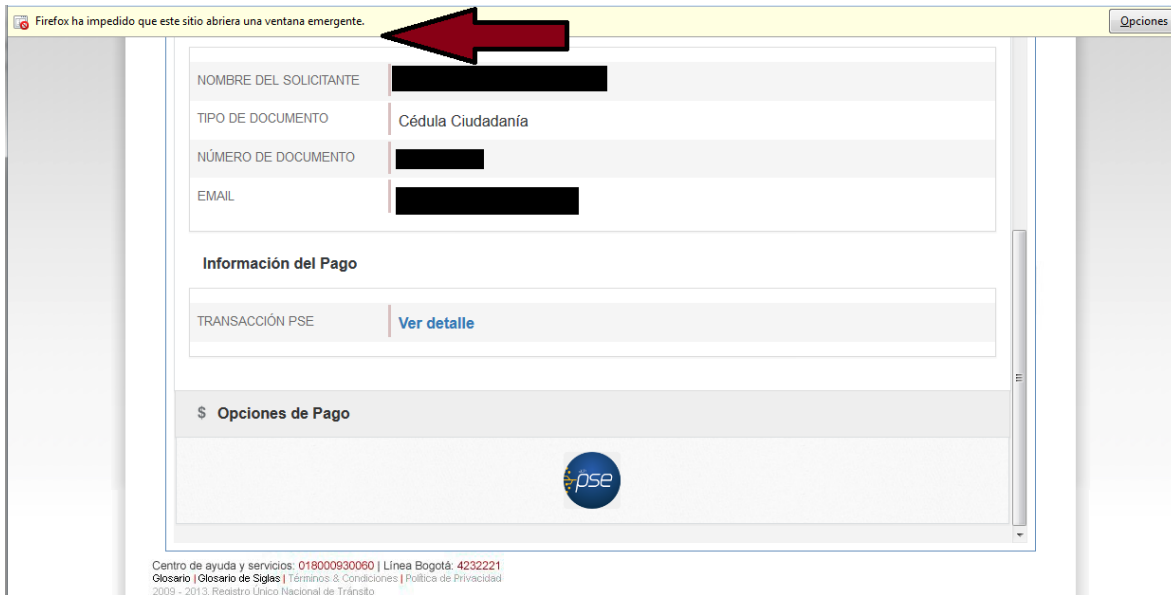 Firefox ha impedido que este sitio abriera una ventana emergente.
Opciones
NOMBRE DEL SOLICITANTE
TIPO DE DOCUMENTO Cédula Ciudadanía
NÚMERO DE DOCUMENTO
EMAIL
Información del Pago
TRANSACCIÓN PSE Ver detalle
$ Opciones de Pago
pse
Centro de ayuda y servicios: 018000930060 | Línea Bogotá: 4232221
Glosario | Glosario de Siglas | Términos & Condiciones | Política de Privacidad
2009 - 2013. Registro Único Nacional de Tránsito